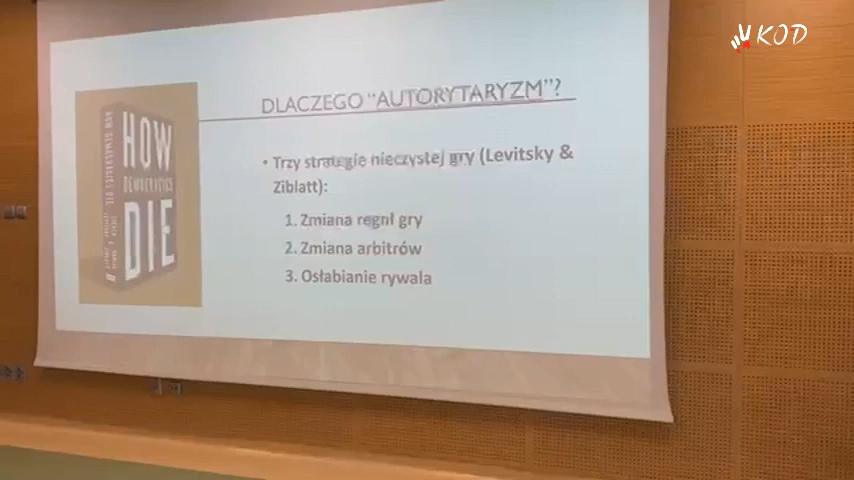 KOD
DLACZEGO "AUTORYTARYZM"?
• Trzy strategie nieczystej gry (Levitsky &
Ziblatt):
1. Zmiana reguł gry
2. Zmiana arbitrów
3. Osłabianie rywala
HOW
DEMOCRACIES
DIE